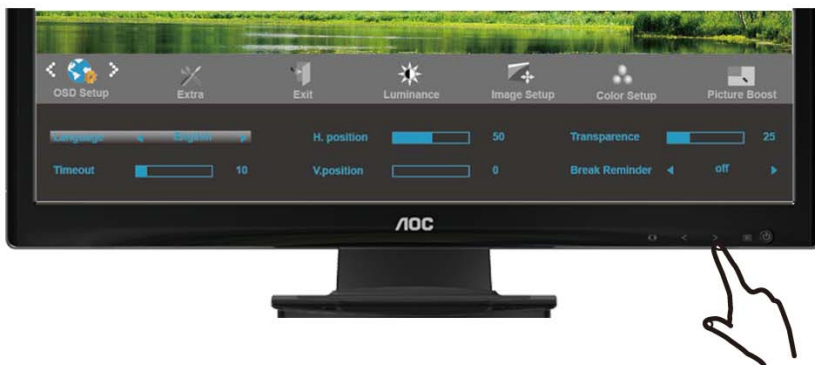 OSD Setup Extra Exit Luminance Image Setup Color Setup Picture Boost
Language English H. position 50 Transparence 25
Timeout 10 V.position 0 Break Reminder off
AOC